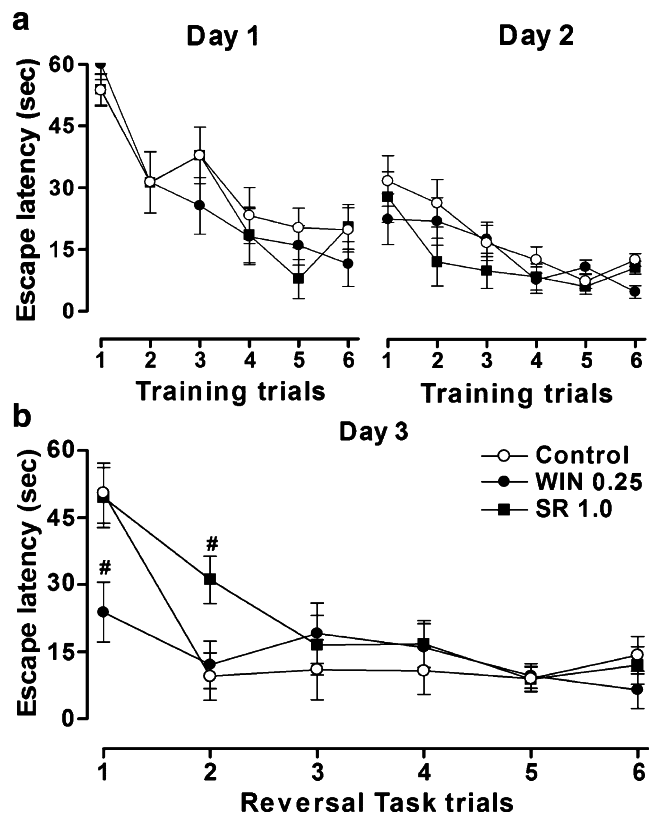 a
Day 1
Day 2
Escape latency (sec)
60
45
30
15
0
1 2 3 4 5 6
1 2 3 4 5 6
Training trials
Training trials
b
Day 3
Escape latency (sec)
60
45
30
15
0
Control
WIN 0.25
SR 1.0
#
#
1 2 3 4 5 6
Reversal Task trials